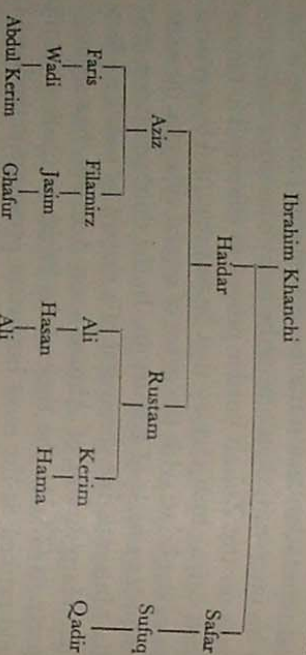 Ibrahim Khanchi
Haidar Safar
Aziz Rustam Sufuq
Faris Filamirz Ali Kerim Qadir
Wadi Jasim Hasan Hama
Abdul Kerim Ghafur Ali